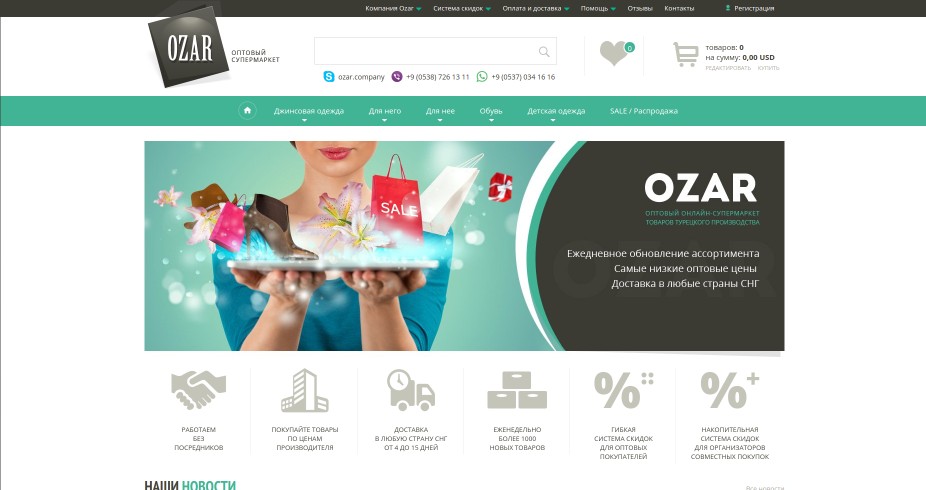 Компания Ozar Система скидок Оплата и доставка Помощь Отзывы Контакты Регистрация
OZAR
ОПТОВЫЙ
СУПЕРМАРКЕТ
ozar.company +9 (0538) 726 13 11 +9 (0537) 034 16 16
0
товаров: 0
на сумму: 0,00 USD
РЕДАКТИРОВАТЬ КУПИТЬ
Джинсовая одежда Для него Для нее Обувь Детская одежда SALE / Распродажа
SALE
OZAR
ОПТОВЫЙ ОНЛАЙН-СУПЕРМАРКЕТ
ТОВАРОВ ТУРЕЦКОГО ПРОИЗВОДСТВА
Ежедневное обновление ассортимента
Самые низкие оптовые цены
Доставка в любые страны СНГ
РАБОТАЕМ
БЕЗ
ПОСРЕДНИКОВ
ПОКУПАЙТЕ ТОВАРЫ
ПО ЦЕНАМ
ПРОИЗВОДИТЕЛЯ
ДОСТАВКА
В ЛЮБУЮ СТРАНУ СНГ
ОТ 4 ДО 15 ДНЕЙ
ЕЖЕНЕДЕЛЬНО
БОЛЕЕ 1000
НОВЫХ ТОВАРОВ
%
ГИБКАЯ
СИСТЕМА СКИДОК
ДЛЯ ОПТОВЫХ
ПОКУПАТЕЛЕЙ
%+
НАКОПИТЕЛЬНАЯ
СИСТЕМА СКИДОК
ДЛЯ ОРГАНИЗАТОРОВ
СОВМЕСТНЫХ ПОКУПОК
НАШИ НОВОСТИ
Все новости